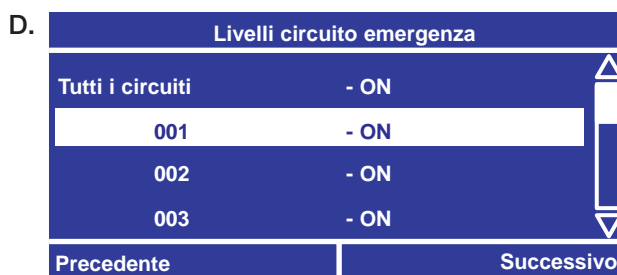 D.
Livelli circuito emergenza
Tutti i circuiti - ON
001 - ON
002 - ON
003 - ON
Precedente Successivo